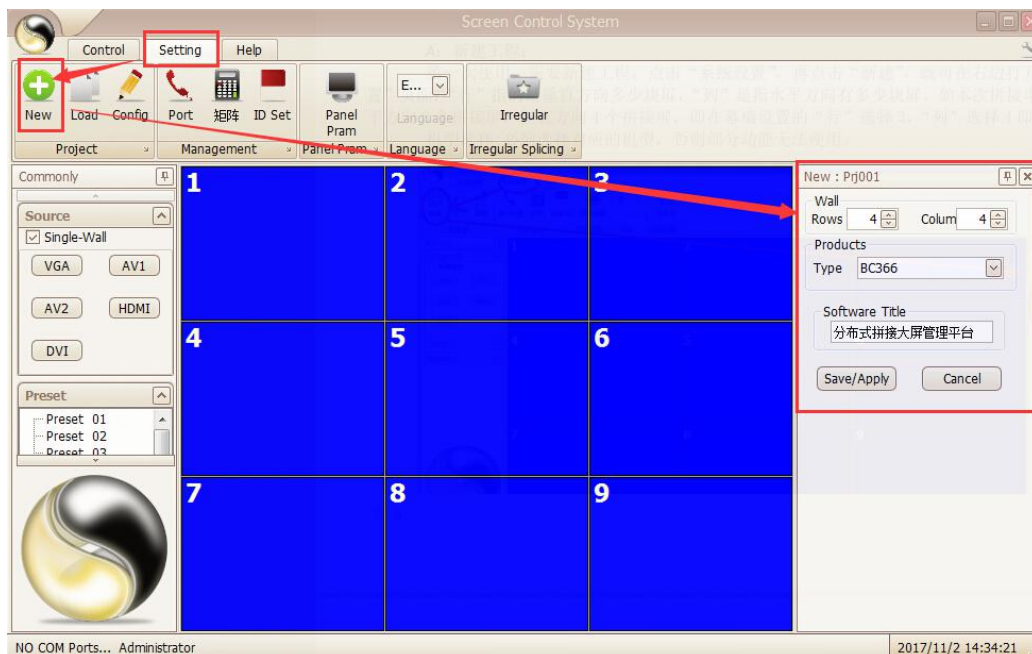 Screen Control System
Control Setting Help
New Load Config Port 矩阵 ID Set Panel Pram E... Language Irregular
Project Management Panel Pram Language Irregular Splicing
Commonly
Source
Single-Wall
VGA AV1
AV2 HDMI
DVI
Preset
Preset 01
Preset 02
Preset 03
1 2 3
4 5 6
7 8 9
New : Prj001
Wall
Rows 4 Colum 4
Products
Type BC366
Software Title
分布式拼接大屏管理平台
Save/Apply Cancel
NO COM Ports... Administrator 2017/11/2 14:34:21